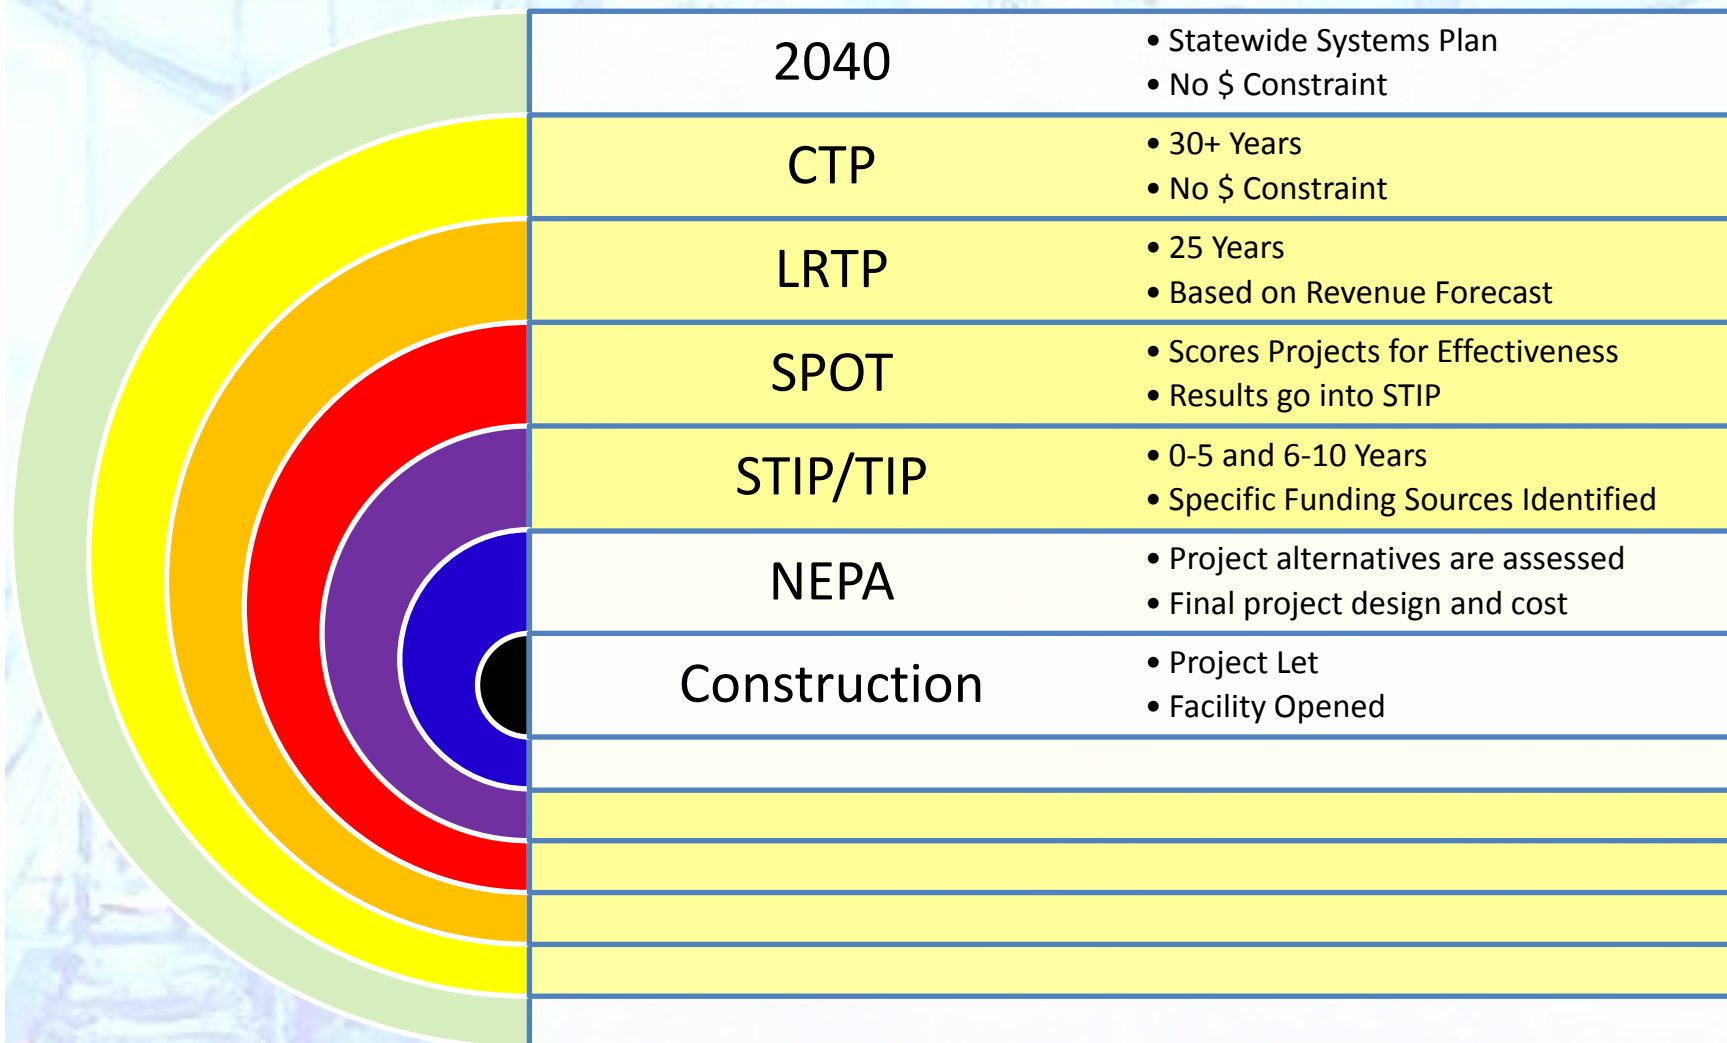 2040
• Statewide Systems Plan
• No $ Constraint
CTP
• 30+ Years
• No $ Constraint
LRTP
• 25 Years
• Based on Revenue Forecast
SPOT
• Scores Projects for Effectiveness
• Results go into STIP
STIP/TIP
• 0-5 and 6-10 Years
• Specific Funding Sources Identified
NEPA
• Project alternatives are assessed
• Final project design and cost
Construction
• Project Let
• Facility Opened